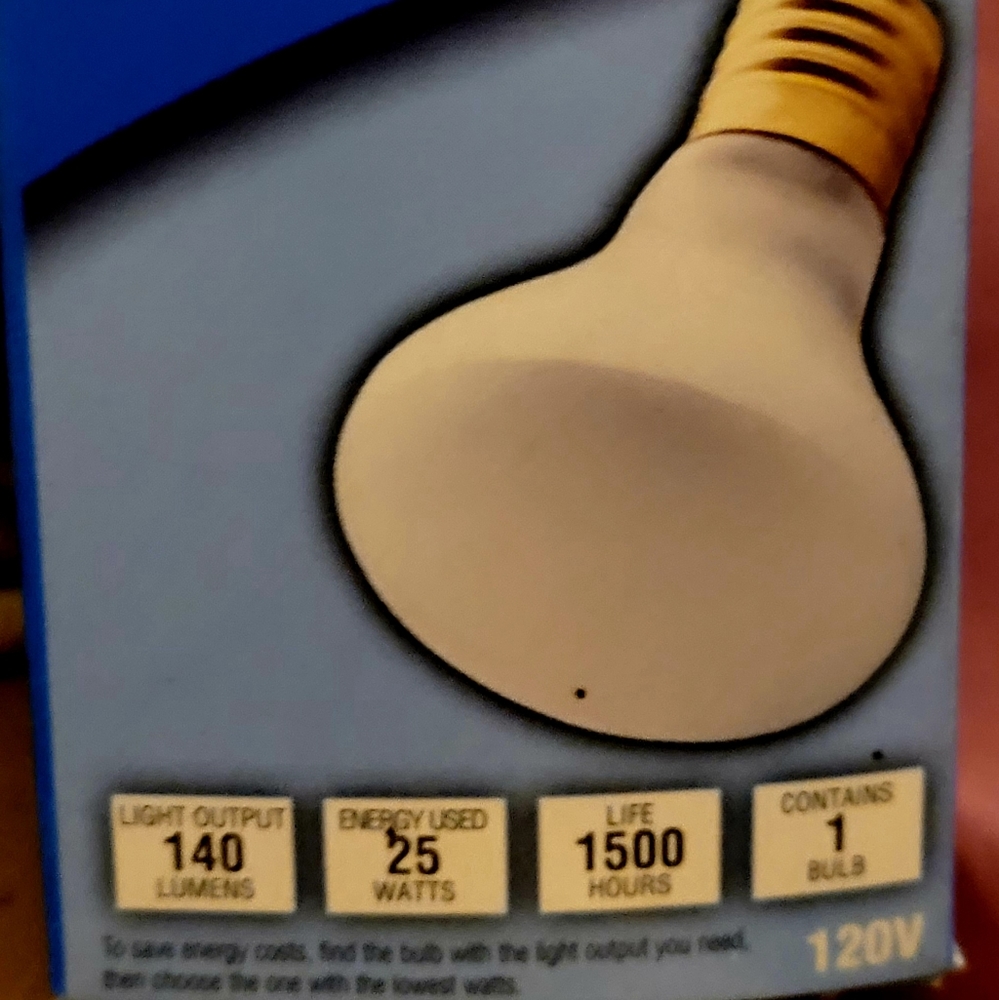 LIGHT OUTPUT
140
LUMENS
ENERGY USED
25
WATTS
LIFE
1500
HOURS
CONTAINS
1
BULB
120V
To save energy costs, find the bulb with the light output you need,
then choose the one with the lowest watts.